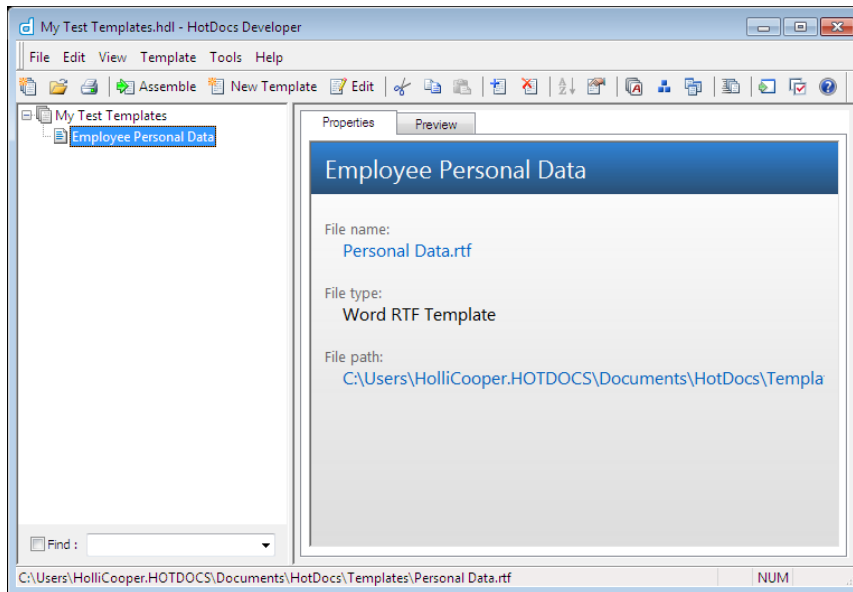 My Test Templates.hdl - HotDocs Developer
File Edit View Template Tools Help
Assemble New Template Edit
My Test Templates
Employee Personal Data
Properties Preview
Employee Personal Data
File name:
Personal Data.rtf
File type:
Word RTF Template
File path:
C:\Users\HolliCooper.HOTDOCS\Documents\HotDocs\Templa
Find :
C:\Users\HolliCooper.HOTDOCS\Documents\HotDocs\Templates\Personal Data.rtf NUM